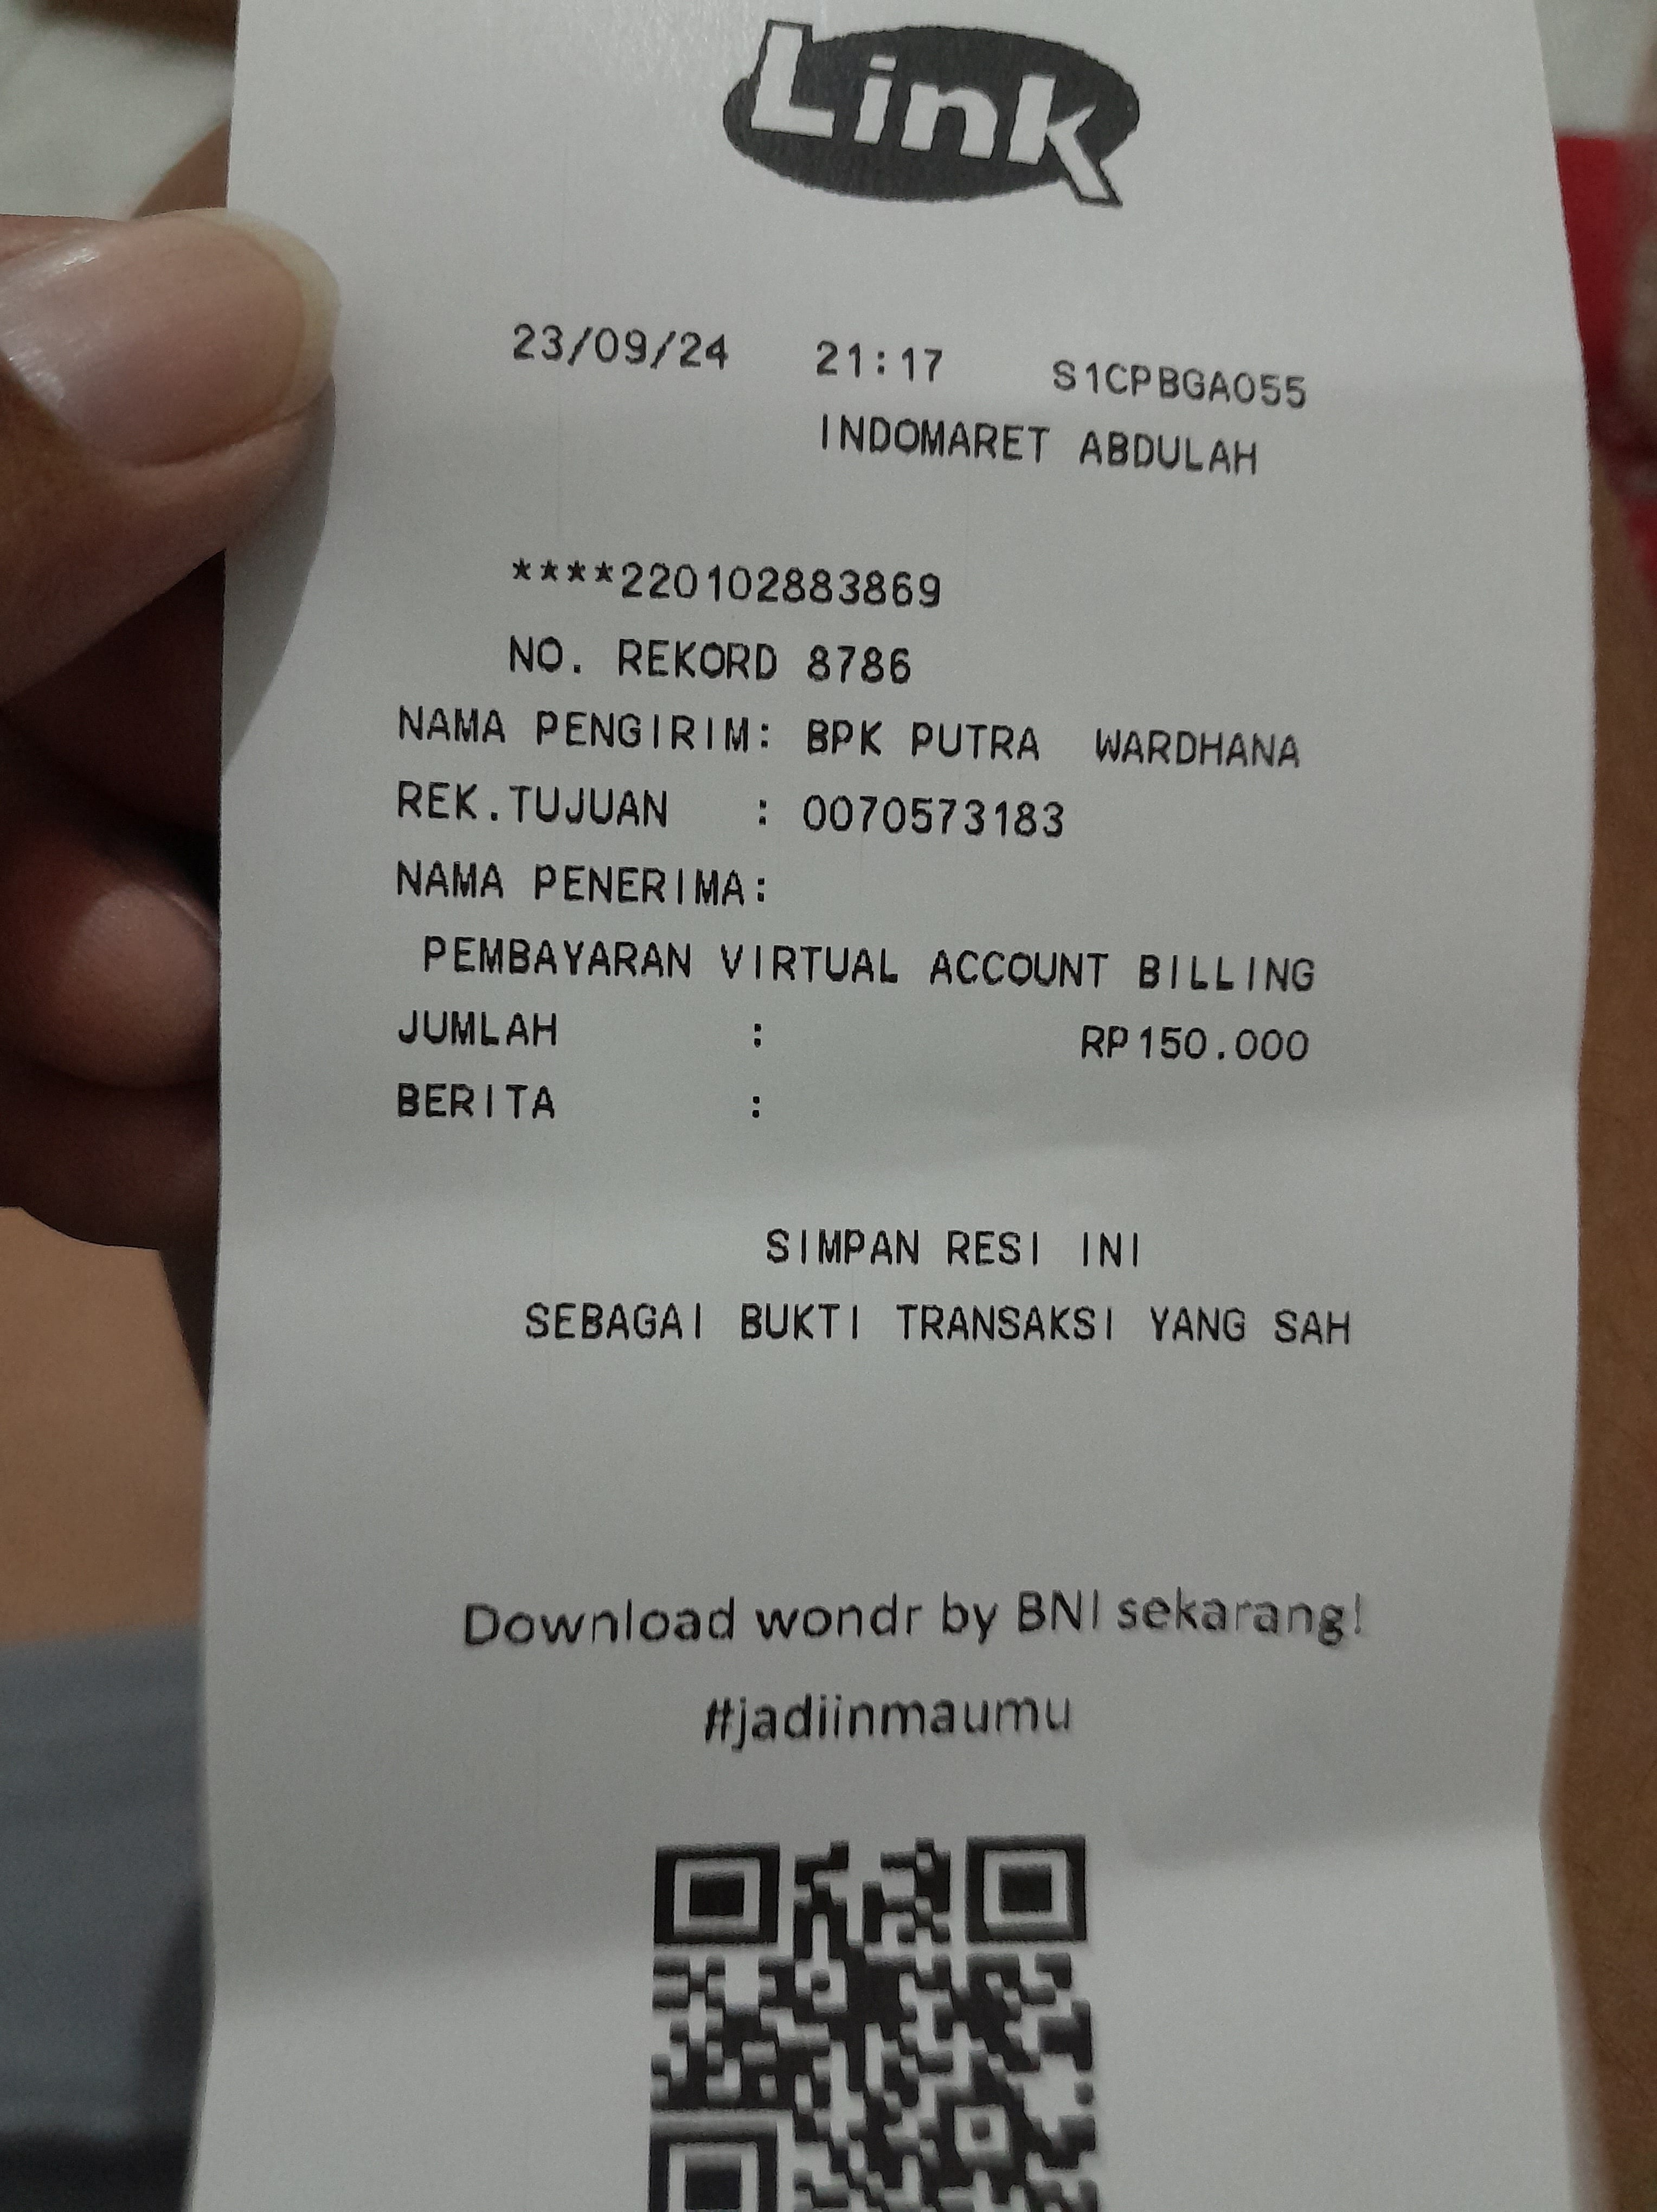 Link
23/09/24 21:17 S1CPBGA055
INDOMARET ABDULAH
****220102883869
NO. REKORD 8786
NAMA PENGIRIM: BPK PUTRA WARDHANA
REK.TUJUAN : 0070573183
NAMA PENERIMA:
PEMBAYARAN VIRTUAL ACCOUNT BILLING
JUMLAH : RP150.000
BERITA :
SIMPAN RESI INI
SEBAGAI BUKTI TRANSAKSI YANG SAH
Download wondr by BNI sekarang!
#jadiinmaumu